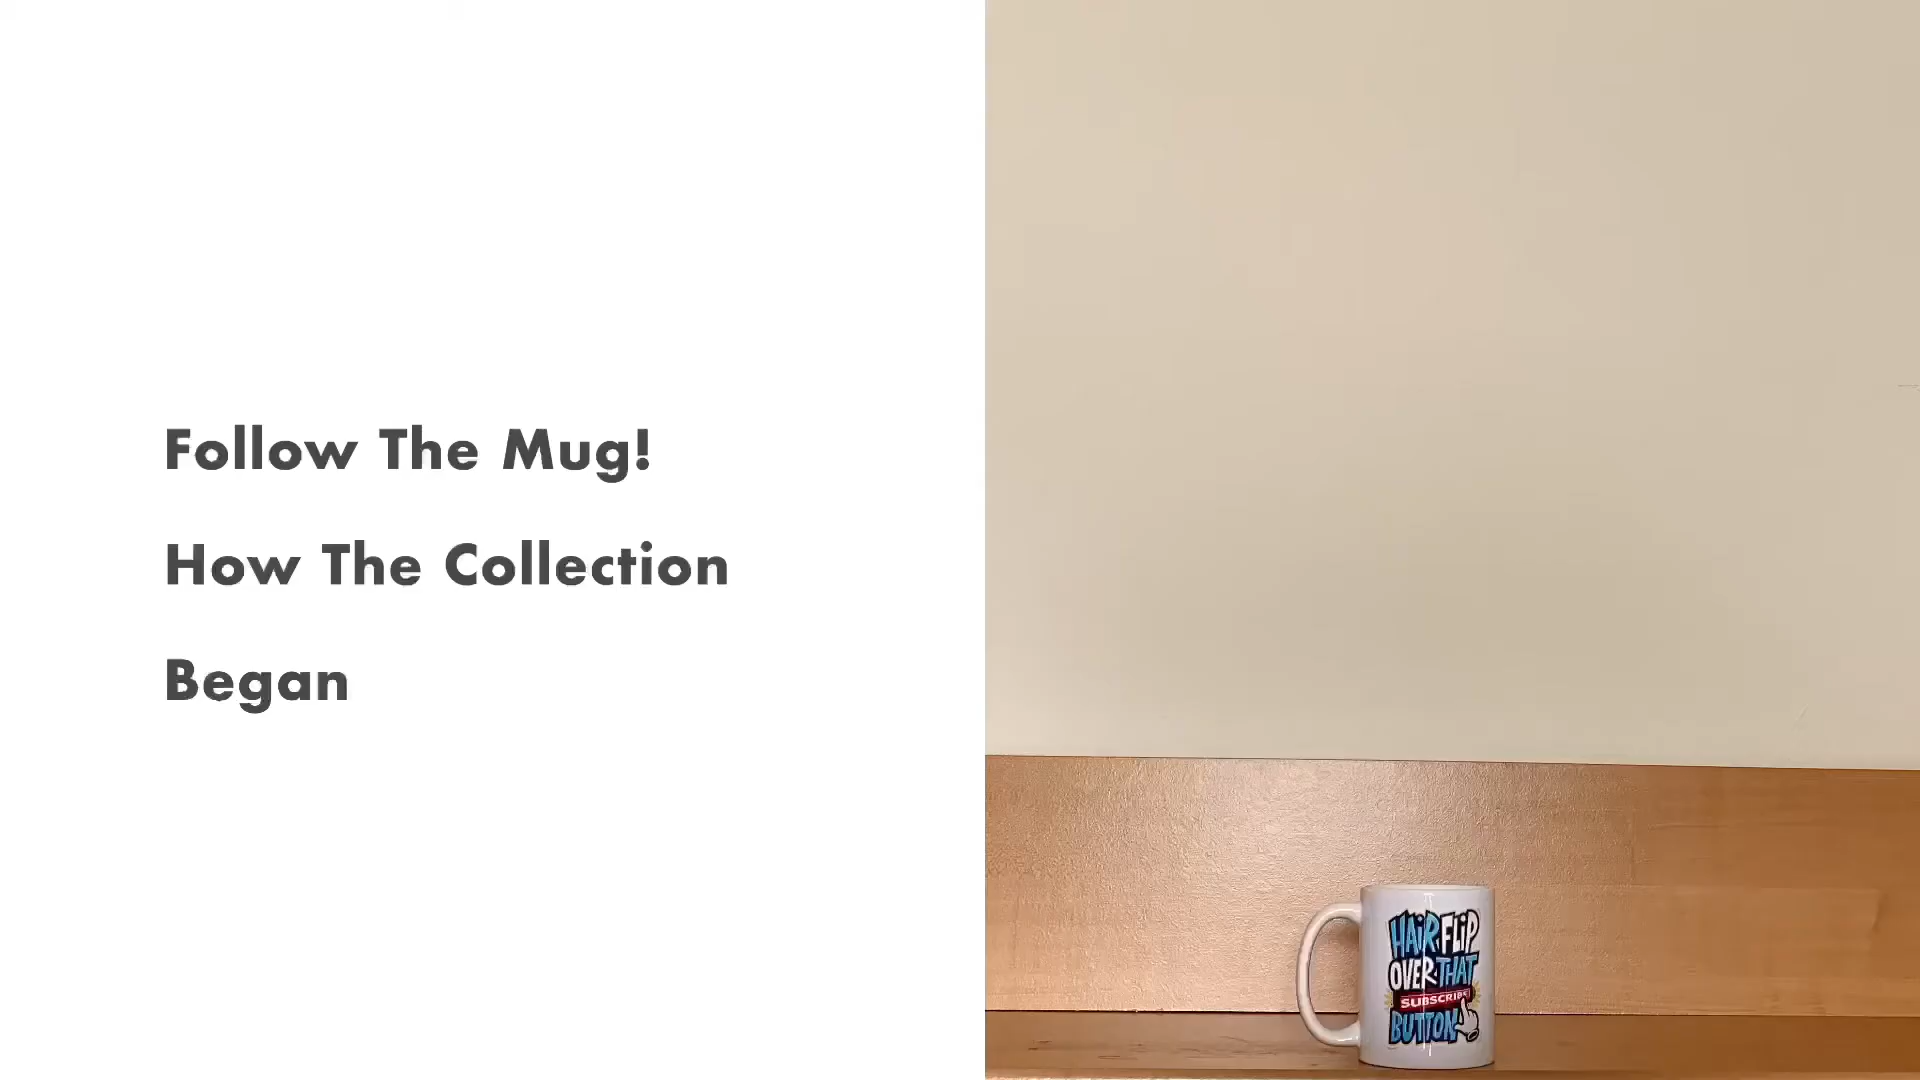 Follow The Mug!
How The Collection
Began
HAIR FLIP
OVER THAT
SUBSCRIBE
BUTTON